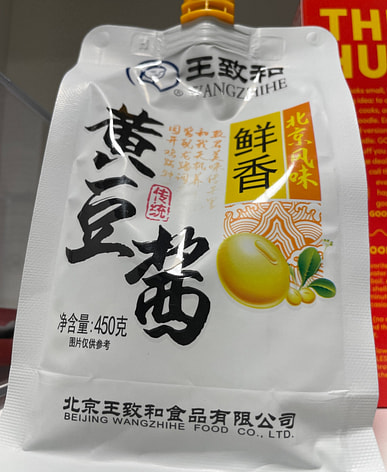 王致和
®WANGZHIHE
黄豆酱
传统
鲜香
北京风味
净含量:450克
图片仅供参考
北京王致和食品有限公司
BEIJING WANGZHIHE FOOD CO., LTD.
TH
HU